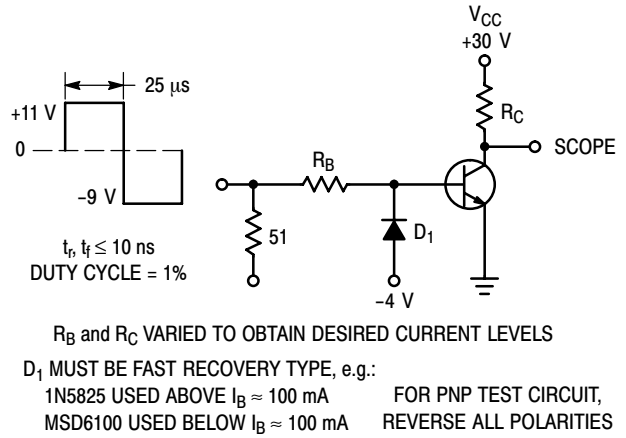 V_CC
+30 V
25 μs
+11 V
R_C
0
SCOPE
R_B
–9 V
51
D_1
t_r, t_f ≤ 10 ns
DUTY CYCLE = 1%
–4 V
R_B and R_C VARIED TO OBTAIN DESIRED CURRENT LEVELS
D_1 MUST BE FAST RECOVERY TYPE, e.g.:
1N5825 USED ABOVE I_B ≈ 100 mA
MSD6100 USED BELOW I_B ≈ 100 mA
FOR PNP TEST CIRCUIT,
REVERSE ALL POLARITIES